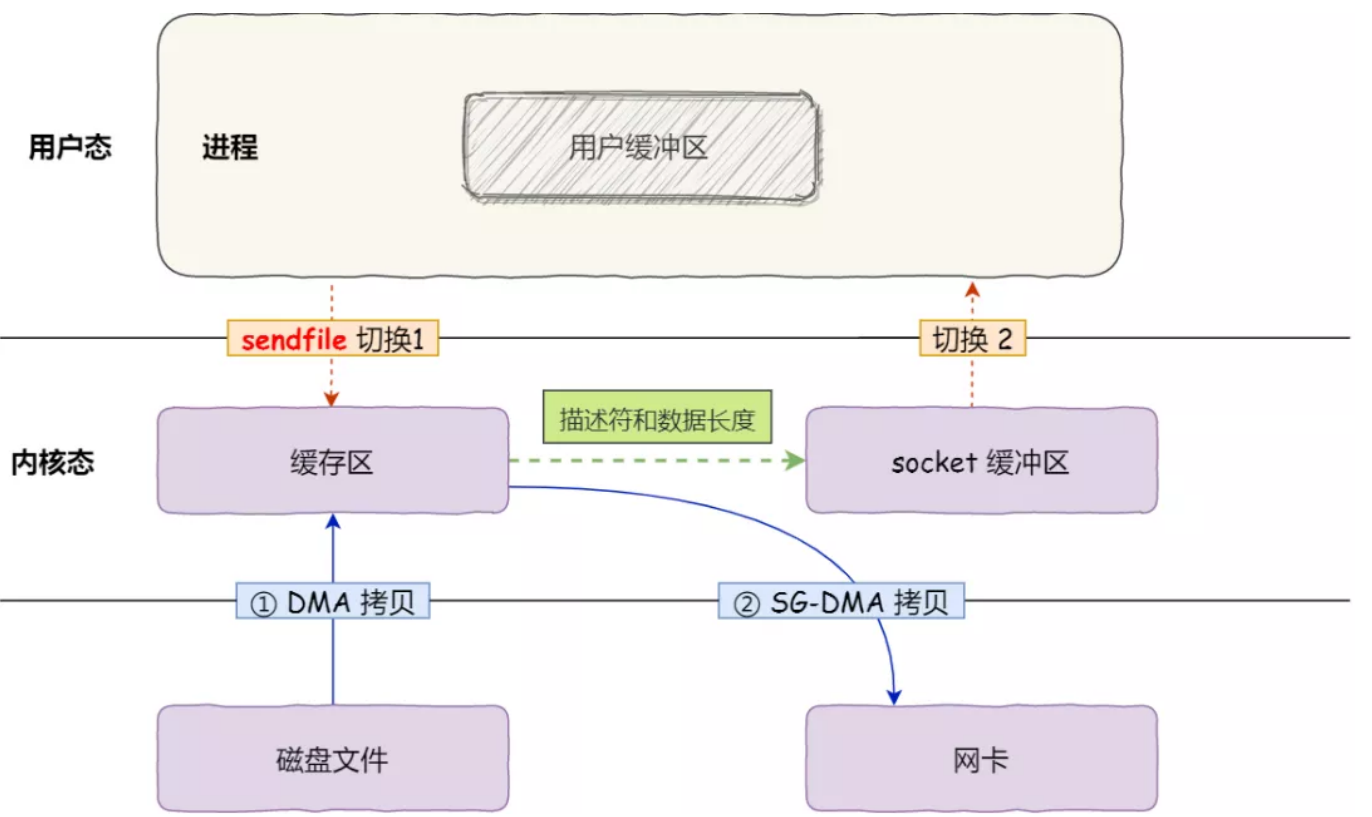 用户态
进程
用户缓冲区
sendfile 切换1
切换 2
描述符和数据长度
内核态
缓存区
socket 缓冲区
① DMA 拷贝
② SG-DMA 拷贝
磁盘文件
网卡